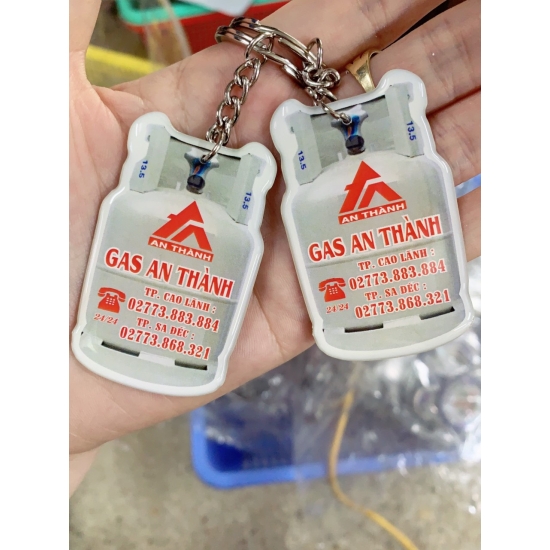 13.5
13.5
AN THÀNH
GAS AN THÀNH
TP. CAO LÃNH :
02773.883.884
TP. SA ĐÉC :
24/24
02773.868.321
13.5
13.5
AN THÀNH
GAS AN THÀNH
TP. CAO LÃNH :
02773.883.884
TP. SA ĐÉC :
24/24
02773.868.321